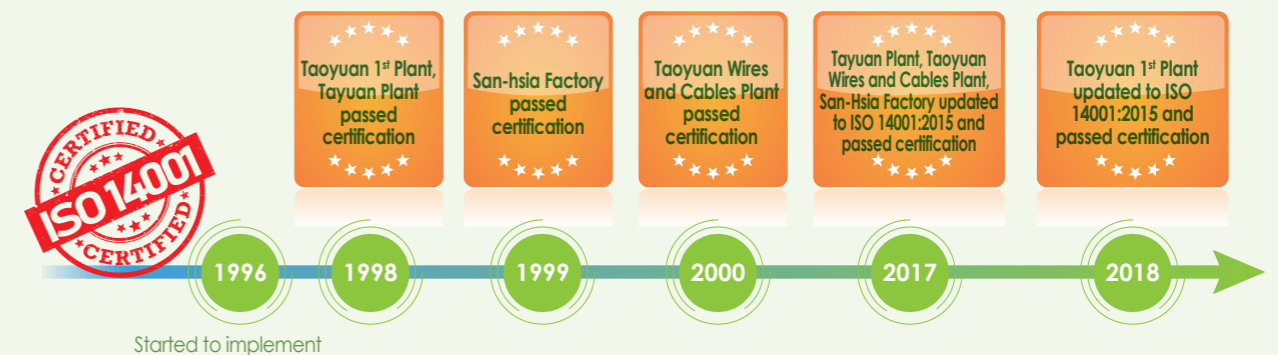 Taoyuan 1st Plant,
Tayuan Plant
passed
certification
San-hsia Factory
passed
certification
Taoyuan Wires
and Cables Plant
passed
certification
Tayuan Plant, Taoyuan
Wires and Cables Plant,
San-Hsia Factory updated
to ISO 14001:2015 and
passed certification
Taoyuan 1st Plant
updated to ISO
14001:2015 and
passed certification
CERTIFIED
ISO14001
CERTIFIED
1996
1998
1999
2000
2017
2018
Started to implement